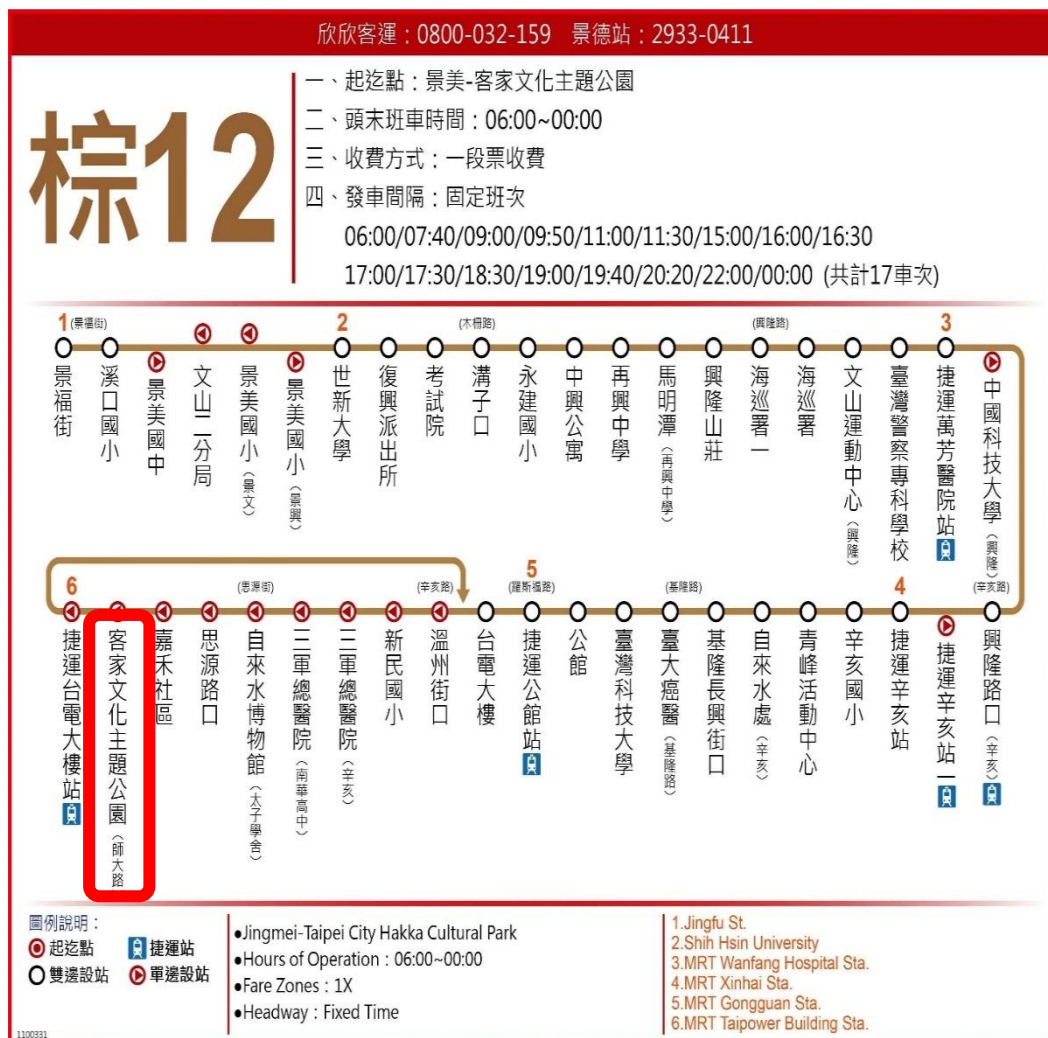 欣欣客運：0800-032-159 景德站：2933-0411
棕12
一、起迄點：景美-客家文化主題公園
二、頭末班車時間：06:00~00:00
三、收費方式：一段票收費
四、發車間隔：固定班次
06:00/07:40/09:00/09:50/11:00/11:30/15:00/16:00/16:30
17:00/17:30/18:30/19:00/19:40/20:20/22:00/00:00 (共計17車次)
1 (景福街) 2 (木柵路) (興隆路) 3
景福街
溪口國小
景美國中
文山二分局
景美國小（景文）
景美國小（景興）
世新大學
復興派出所
考試院
溝子口
永建國小
中興公寓
再興中學
馬明潭（再興中學）
興隆山莊
海巡署一
海巡署
文山運動中心（興隆）
臺灣警察專科學校
捷運萬芳醫院站
中國科技大學（興隆）
6 (思源街) (辛亥路) 5 (羅斯福路) (基隆路) 4 (辛亥路)
捷運台電大樓站
客家文化主題公園（師大路
嘉禾社區
思源路口
自來水博物館（太子學舍）
三軍總醫院（南華高中）
三軍總醫院（辛亥）
新民國小
溫州街口
台電大樓
捷運公館站
公館
臺灣科技大學
臺大癌醫（基隆路）
基隆長興街口
自來水處（辛亥）
青峰活動中心
辛亥國小
捷運辛亥站
捷運辛亥站一
興隆路口（辛亥）
圖例說明：
起迄點 捷運站
雙邊設站 單邊設站
1100331
●Jingmei-Taipei City Hakka Cultural Park
●Hours of Operation：06:00~00:00
●Fare Zones：1X
●Headway：Fixed Time
1.Jingfu St.
2.Shih Hsin University
3.MRT Wanfang Hospital Sta.
4.MRT Xinhai Sta.
5.MRT Gongguan Sta.
6.MRT Taipower Building Sta.